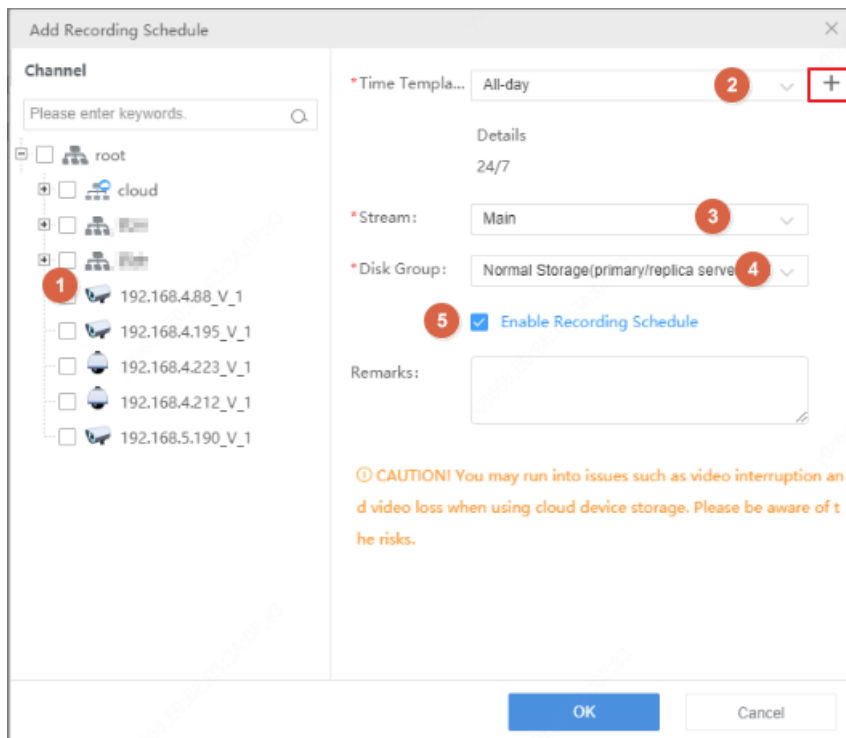 Add Recording Schedule
Channel
Please enter keywords.
root
cloud
1
192.168.4.88_V_1
192.168.4.195_V_1
192.168.4.223_V_1
192.168.4.212_V_1
192.168.5.190_V_1
*Time Templa... All-day 2
Details
24/7
*Stream: Main 3
*Disk Group: Normal Storage(primary/replica serve 4
5 Enable Recording Schedule
Remarks:
CAUTION! You may run into issues such as video interruption an
d video loss when using cloud device storage. Please be aware of t
he risks.
OK Cancel